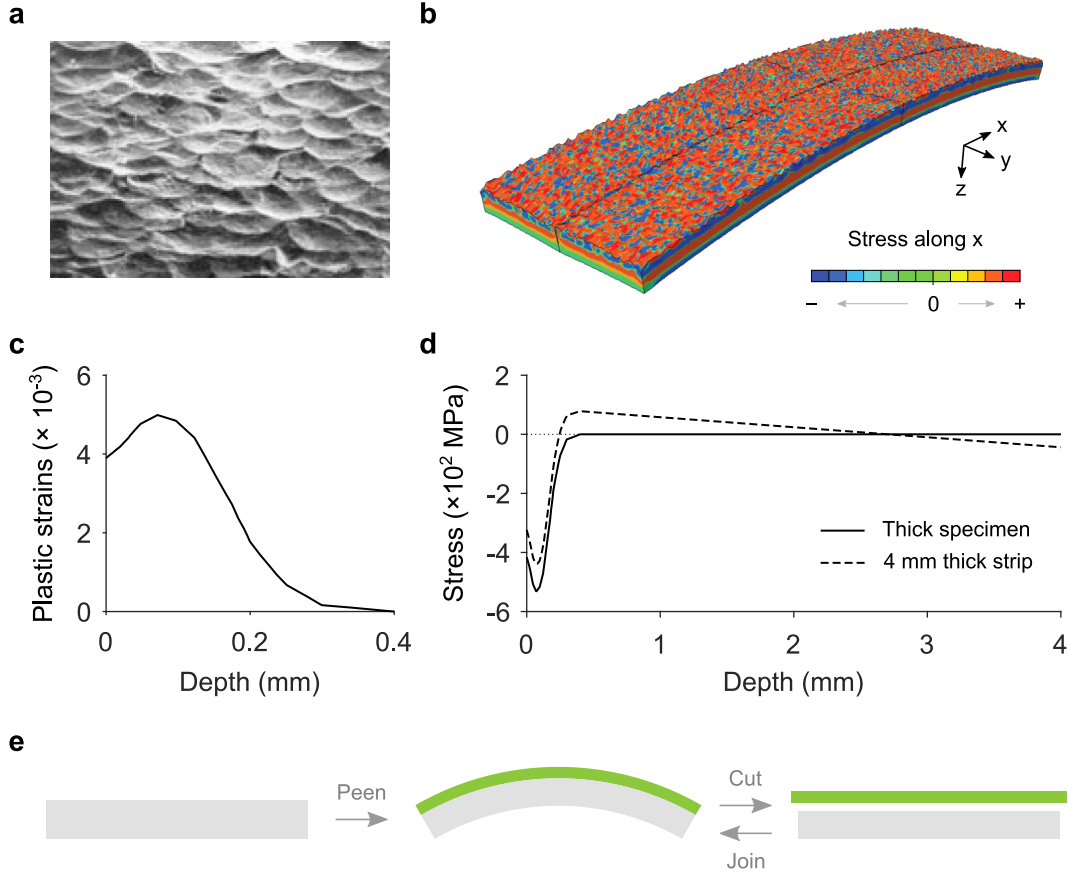 a
b
x
y
z
Stress along x
− 0 +
c
Plastic strains (× 10⁻³)
6
4
2
0
0 0.2 0.4
Depth (mm)
d
Stress (×10² MPa)
2
0
-2
-4
-6
Thick specimen
4 mm thick strip
0 1 2 3 4
Depth (mm)
e
Peen
Cut
Join